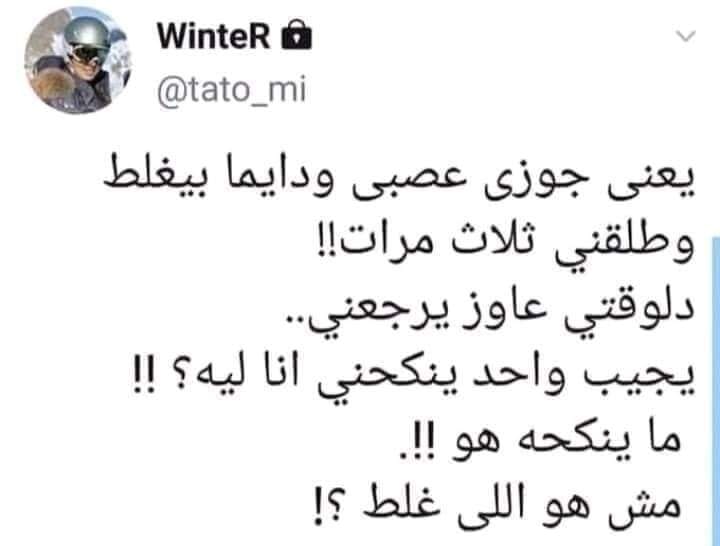 WinteR 🔒
@tato_mi
يعنى جوزى عصبى ودايما بيغلط
وطلقني ثلاث مرات!!
دلوقتي عاوز يرجعني..
يجيب واحد ينكحني انا ليه؟ !!
ما ينكحه هو !!.
مش هو اللى غلط ؟!